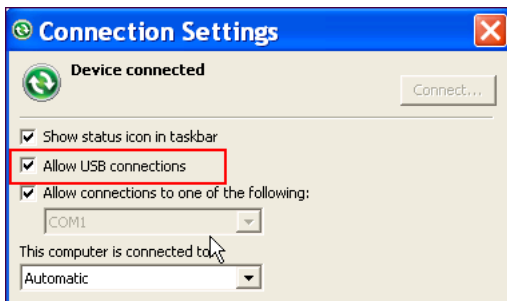 Connection Settings
Device connected
Connect...
Show status icon in taskbar
Allow USB connections
Allow connections to one of the following:
COM1
This computer is connected to:
Automatic